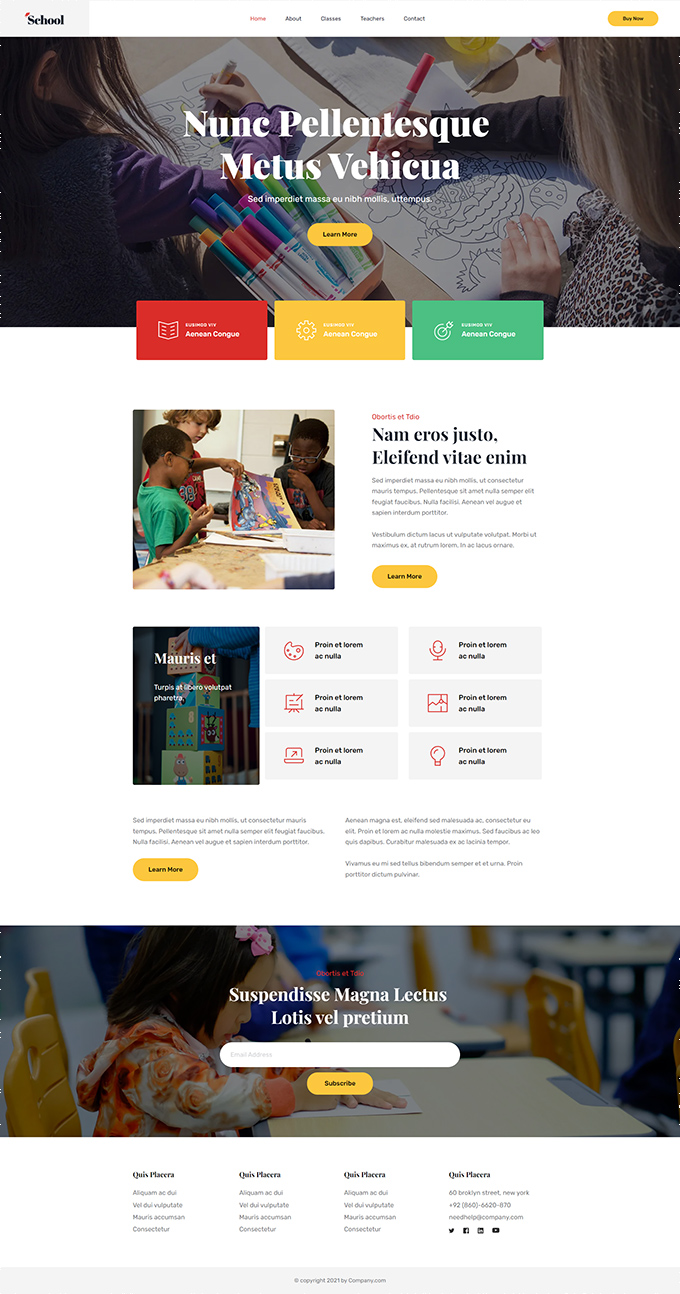 School
Home
About
Classes
Teachers
Contact
Buy Now
Nunc Pellentesque
Metus Vehicua
Sed imperdiet massa eu nibh mollis, uttempus.
Learn More
EUSIMOD VIV
Aenean Congue
EUSIMOD VIV
Aenean Congue
EUSIMOD VIV
Aenean Congue
Obortis et Tdio
Nam eros justo,
Eleifend vitae enim
Sed imperdiet massa eu nibh mollis, ut consectetur
mauris tempus. Pellentesque sit amet nulla semper elit
feugiat faucibus. Nulla facilisi. Aenean vel augue et
sapien interdum porttitor.
Vestibulum dictum lacus ut vulputate volutpat. Morbi ut
maximus ex, at rutrum lorem. In ac lacus ornare.
Learn More
Mauris et
Turpis at libero volutpat
pharetra.
Proin et lorem
ac nulla
Proin et lorem
ac nulla
Proin et lorem
ac nulla
Proin et lorem
ac nulla
Proin et lorem
ac nulla
Proin et lorem
ac nulla
Sed imperdiet massa eu nibh mollis, ut consectetur mauris
tempus. Pellentesque sit amet nulla semper elit feugiat faucibus.
Nulla facilisi. Aenean vel augue et sapien interdum porttitor.
Learn More
Aenean magna est, eleifend sed malesuada ac, consectetur eu
elit. Proin et lorem ac nulla molestie maximus. Sed faucibus ac leo
quis dapibus. Curabitur malesuada ex ac lacinia tempor.
Vivamus eu mi sed tellus bibendum semper et et urna. Proin
porttitor dictum pulvinar.
Obortis et Tdio
Suspendisse Magna Lectus
Lotis vel pretium
Email Address
Subscribe
Quis Placera
Aliquam ac dui
Vel dui vulputate
Mauris accumsan
Consectetur
Quis Placera
Aliquam ac dui
Vel dui vulputate
Mauris accumsan
Consectetur
Quis Placera
Aliquam ac dui
Vel dui vulputate
Mauris accumsan
Consectetur
Quis Placera
60 broklyn street, new york
+92 (860)-6620-870
needhelp@company.com
© copyright 2021 by Company.com